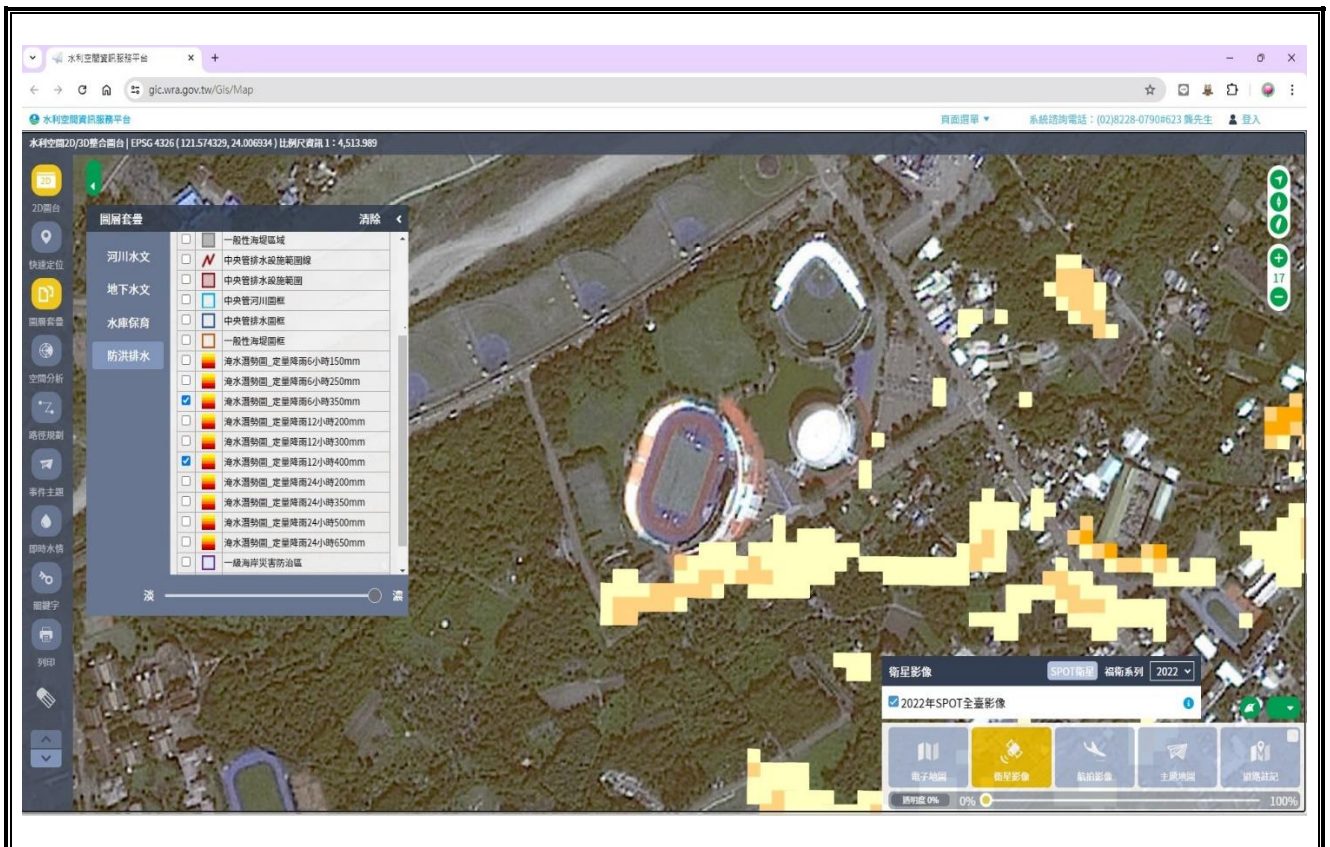 水利空間資訊服務平台
gic.wra.gov.tw/Gis/Map
水利空間資訊服務平台 頁面選單 系統諮詢電話:(02)8228-0790#623 龔先生 登入
水利空間2D/3D整合圖台 | EPSG 4326 ( 121.574329, 24.006934 ) 比例尺資訊 1:4,513.989
2D
2D圖台
快速定位
圖層套疊
空間分析
路徑規劃
事件主題
即時水情
關鍵字
列印
圖層套疊 清除
河川水文
地下水文
水庫保育
防洪排水
一般性海堤區域
中央管排水設施範圍線
中央管排水設施範圍
中央管河川圖框
中央管排水圖框
一般性海堤圖框
淹水潛勢圖_定量降雨6小時150mm
淹水潛勢圖_定量降雨6小時250mm
淹水潛勢圖_定量降雨6小時350mm
淹水潛勢圖_定量降雨12小時200mm
淹水潛勢圖_定量降雨12小時300mm
淹水潛勢圖_定量降雨12小時400mm
淹水潛勢圖_定量降雨24小時200mm
淹水潛勢圖_定量降雨24小時350mm
淹水潛勢圖_定量降雨24小時500mm
淹水潛勢圖_定量降雨24小時650mm
一級海岸災害防治區
淡 濃
17
衛星影像 SPOT衛星 福衛系列 2022
2022年SPOT全臺影像
電子地圖 衛星影像 航拍影像 主題地圖 道路註記
透明度 0% 0% 100%